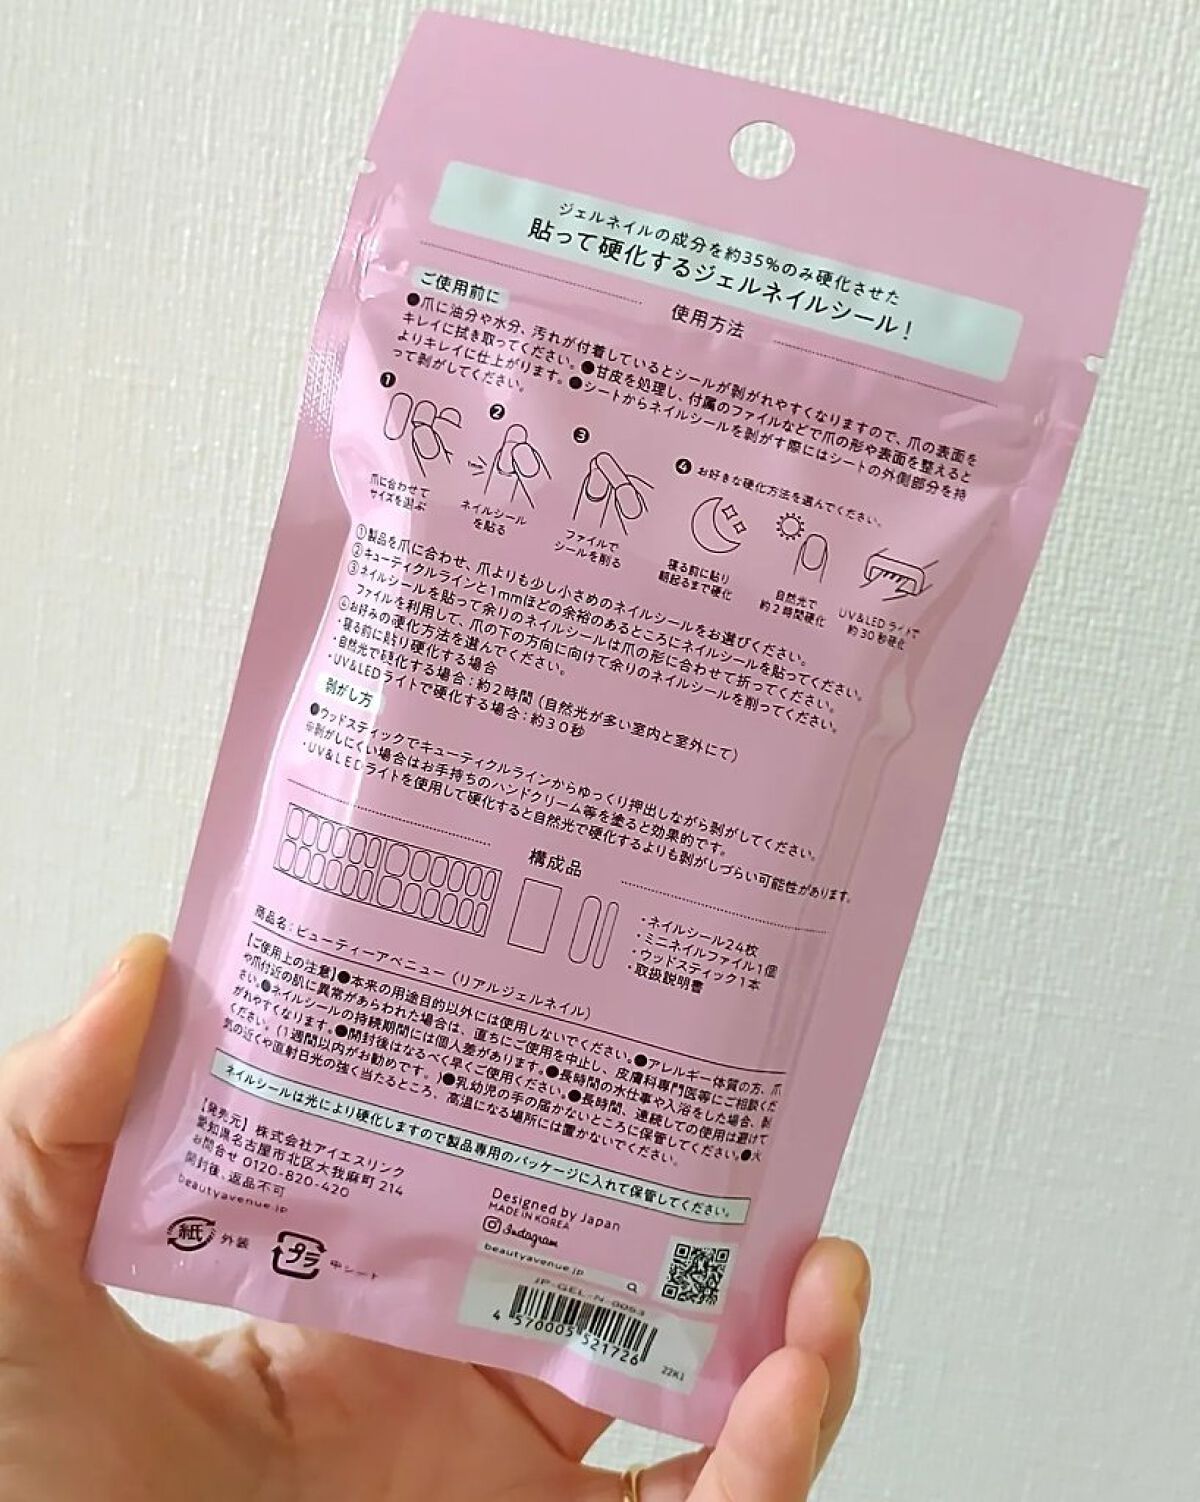 ジェルネイルの成分を約35%のみ硬化させた
貼って硬化するジェルネイルシール！
使用方法
ご使用前に
●爪に油分や水分、汚れが付着しているとシールが剥がれやすくなりますので、爪の表面を
キレイに拭き取ってください。●甘皮を処理し、付属のファイルなどで爪の形や表面を整えると
よりキレイに仕上がります。●シートからネイルシールを剥がす際にはシートの外側部分を持
って剥がしてください。
❶
爪に合わせて
サイズを選ぶ
❷
1mm
ネイルシール
を貼る
❸
ファイルで
シールを削る
❹ お好きな硬化方法を選んでください。
寝る前に貼り
朝起るまで硬化
自然光で
約2時間硬化
UV&LEDライトで
約30秒硬化
①製品を爪に合わせ、爪よりも少し小さめのネイルシールをお選びください。
②キューティクルラインと1mmほどの余裕のあるところにネイルシールを貼ってください。
③ネイルシールを貼って余りのネイルシールは爪の形に合わせて折ってください。
ファイルを利用して、爪の下の方向に向けて余りのネイルシールを削ってください。
④お好みの硬化方法を選んでください。
・寝る前に貼り硬化する場合
・自然光で硬化する場合：約2時間（自然光が多い室内と室外にて）
・UV&LEDライトで硬化する場合：約30秒
剥がし方
●ウッドスティックでキューティクルラインからゆっくり押出しながら剥がしてください。
※剥がしにくい場合はお手持ちのハンドクリーム等を塗ると効果的です。
・UV&LEDライトを使用して硬化すると自然光で硬化するよりも剥がしづらい可能性があります。
構成品
・ネイルシール24枚
・ミニネイルファイル1個
・ウッドスティック1本
・取扱説明書
商品名：ビューティーアベニュー（リアルジェルネイル）
【ご使用上の注意】●本来の用途目的以外には使用しないでください。●アレルギー体質の方、爪
や爪付近の肌に異常があらわれた場合は、直ちにご使用を中止し、皮膚科専門医等にご相談くだ
さい。●ネイルシールの持続期間には個人差があります。●長時間の水仕事や入浴をした場合、剥
がれやすくなります。●開封後はなるべく早くご使用ください。●長時間、連続しての使用は避けて
ください。（1週間以内がお勧めです。）●乳幼児の手の届かないところに保管してください。●火
気の近くや直射日光の強く当たるところ、高温になる場所には置かないでください。
ネイルシールは光により硬化しますので製品専用のパッケージに入れて保管してください。
【発売元】株式会社アイエスリンク
愛知県名古屋市北区大我麻町 214
お問合せ 0120-820-420
開封後、返品不可
beautyavenue.jp
紙 外装
プラ 中シート
Designed by Japan
MADE IN KOREA
Instagram
beautyavenue.jp
JP-GEL-N-0053
4 570005 521726
22K1